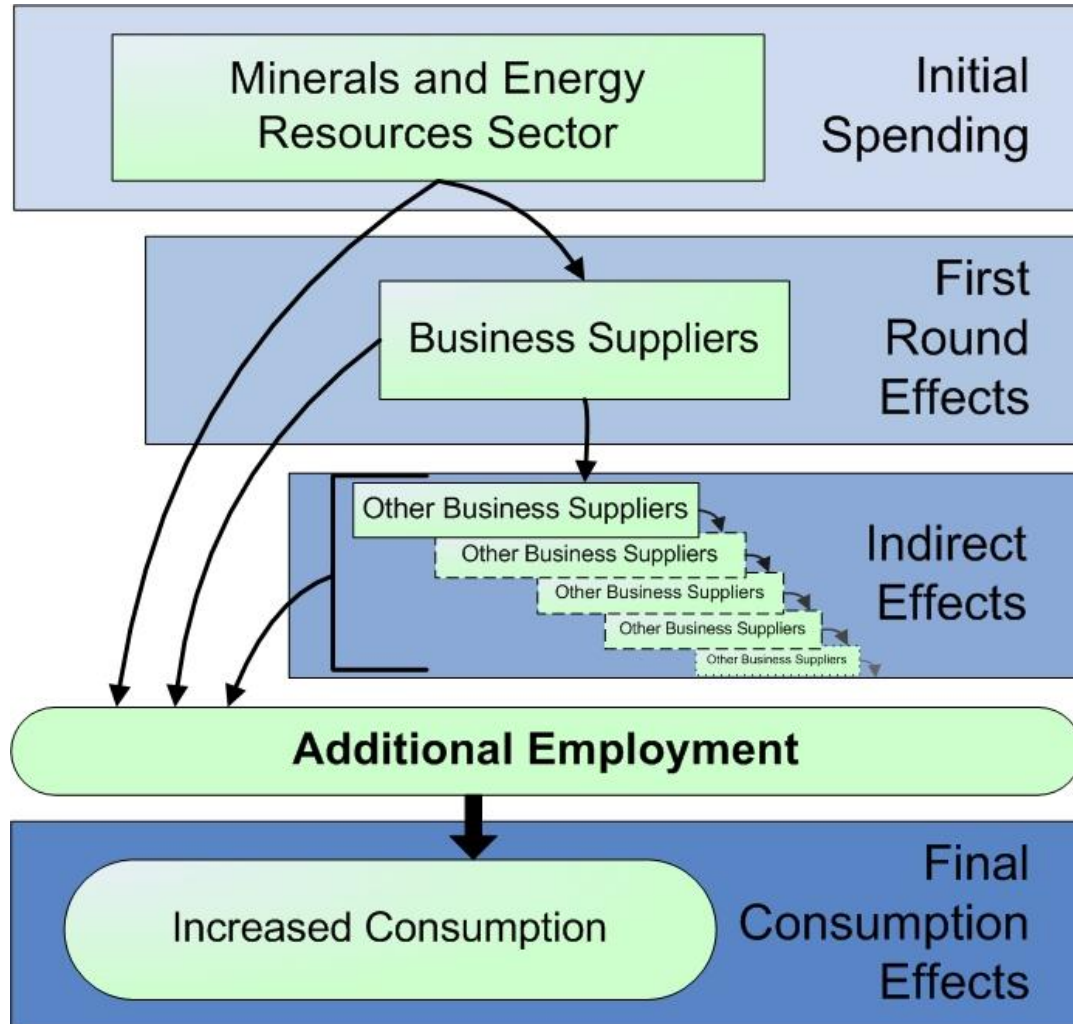 Minerals and Energy
Resources Sector
Initial
Spending
Business Suppliers
First
Round
Effects
Other Business Suppliers
Other Business Suppliers
Other Business Suppliers
Other Business Suppliers
Other Business Suppliers
Indirect
Effects
Additional Employment
Increased Consumption
Final
Consumption
Effects